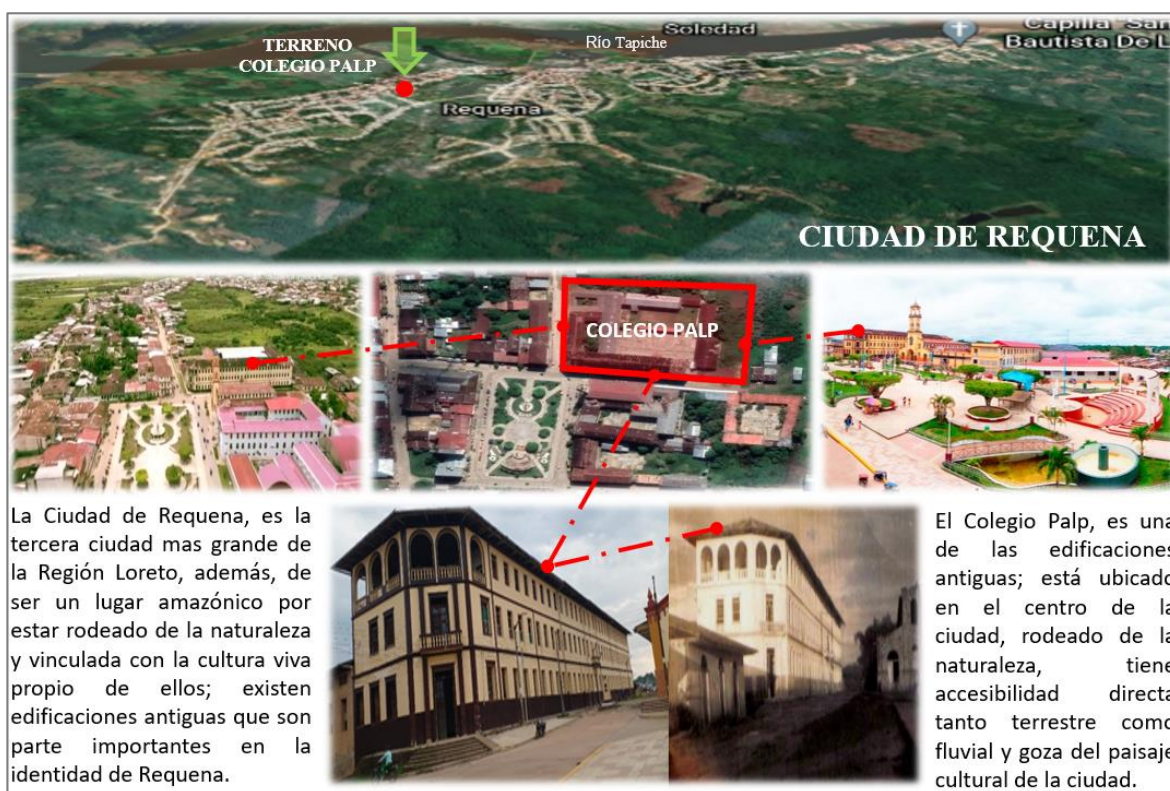 Soledad
Capilla "San
Bautista De L
TERRENO
COLEGIO PALP
Río Tapiche
Requena
CIUDAD DE REQUENA
COLEGIO PALP
La Ciudad de Requena, es la
tercera ciudad mas grande de
la Región Loreto, además, de
ser un lugar amazónico por
estar rodeado de la naturaleza
y vinculada con la cultura viva
propio de ellos; existen
edificaciones antiguas que son
parte importantes en la
identidad de Requena.
El Colegio Palp, es una
de las edificaciones
antiguas; está ubicado
en el centro de la
ciudad, rodeado de la
naturaleza, tiene
accesibilidad directa
tanto terrestre como
fluvial y goza del paisaje
cultural de la ciudad.